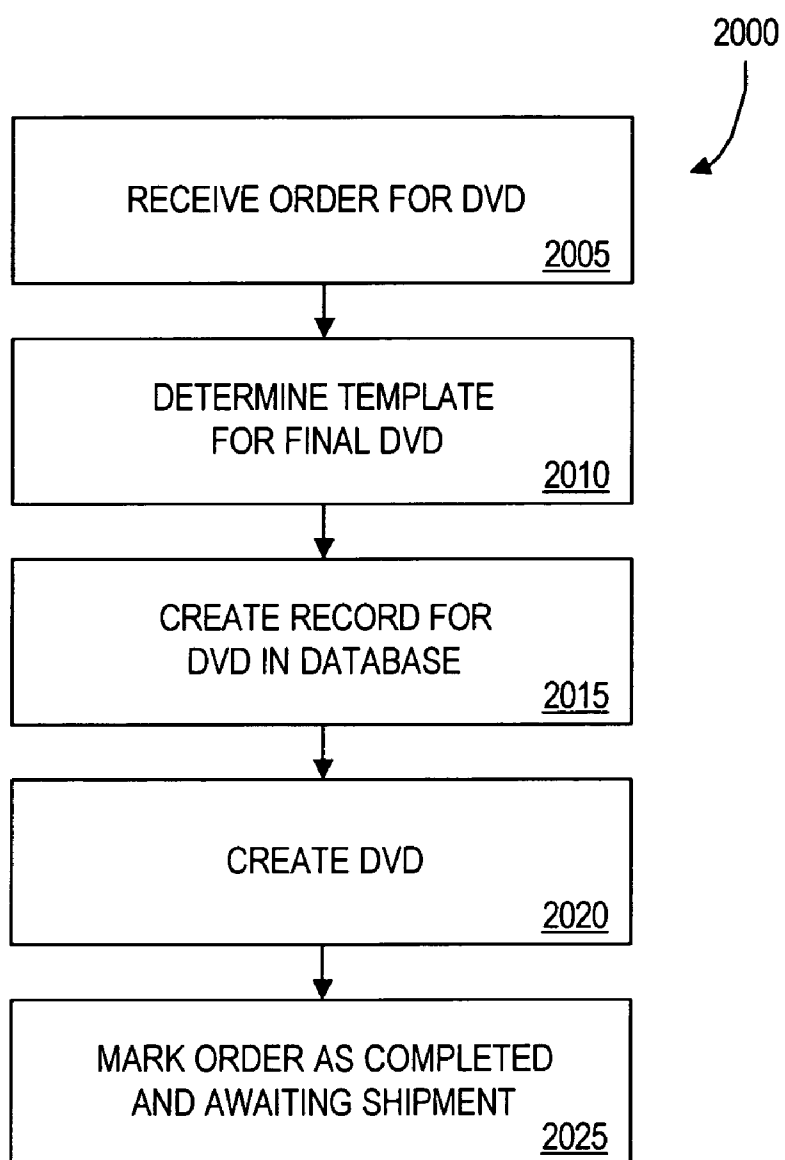 2000
RECEIVE ORDER FOR DVD
2005
DETERMINE TEMPLATE
FOR FINAL DVD
2010
CREATE RECORD FOR
DVD IN DATABASE
2015
CREATE DVD
2020
MARK ORDER AS COMPLETED
AND AWAITING SHIPMENT
2025